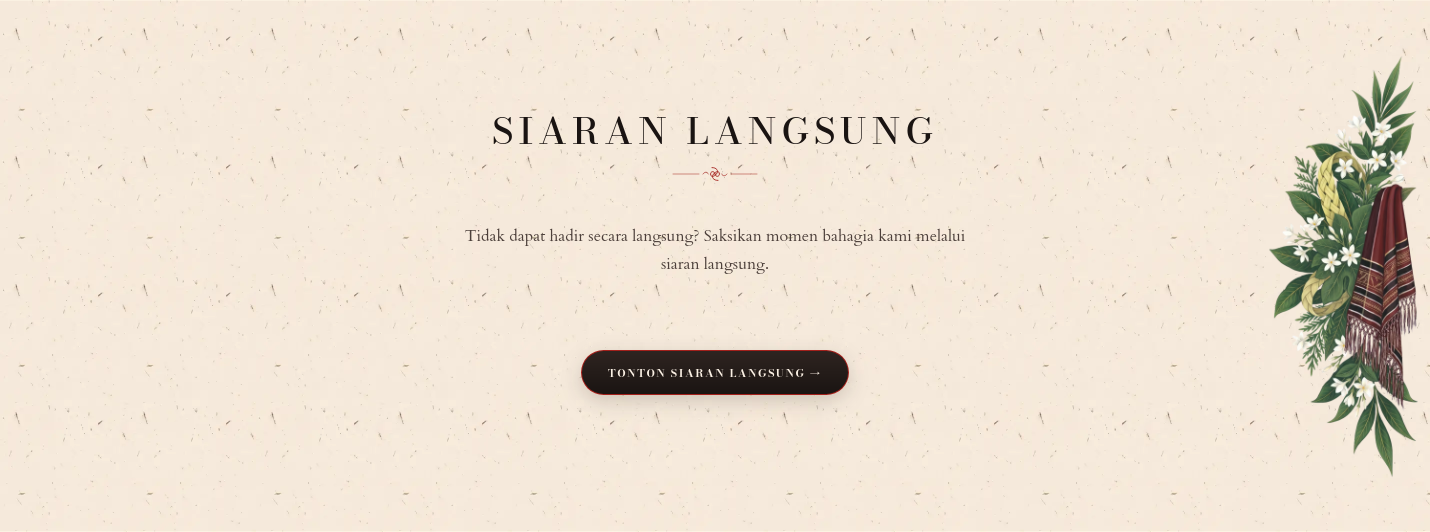 SIARAN LANGSUNG
Tidak dapat hadir secara langsung? Saksikan momen bahagia kami melalui
siaran langsung.
TONTON SIARAN LANGSUNG →